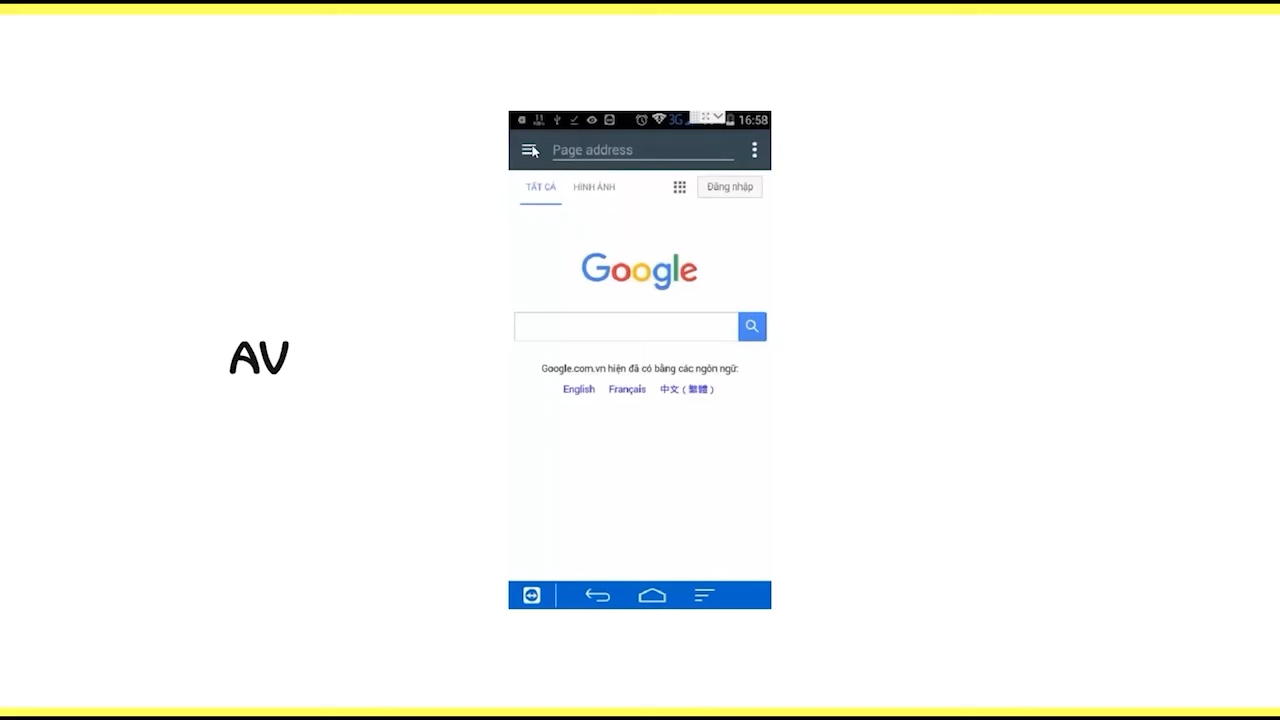 3G 16:58
Page address
TẤT CẢ HÌNH ẢNH Đăng nhập
Google
AV
Google.com.vn hiện đã có bằng các ngôn ngữ:
English Français 中文 (繁體)